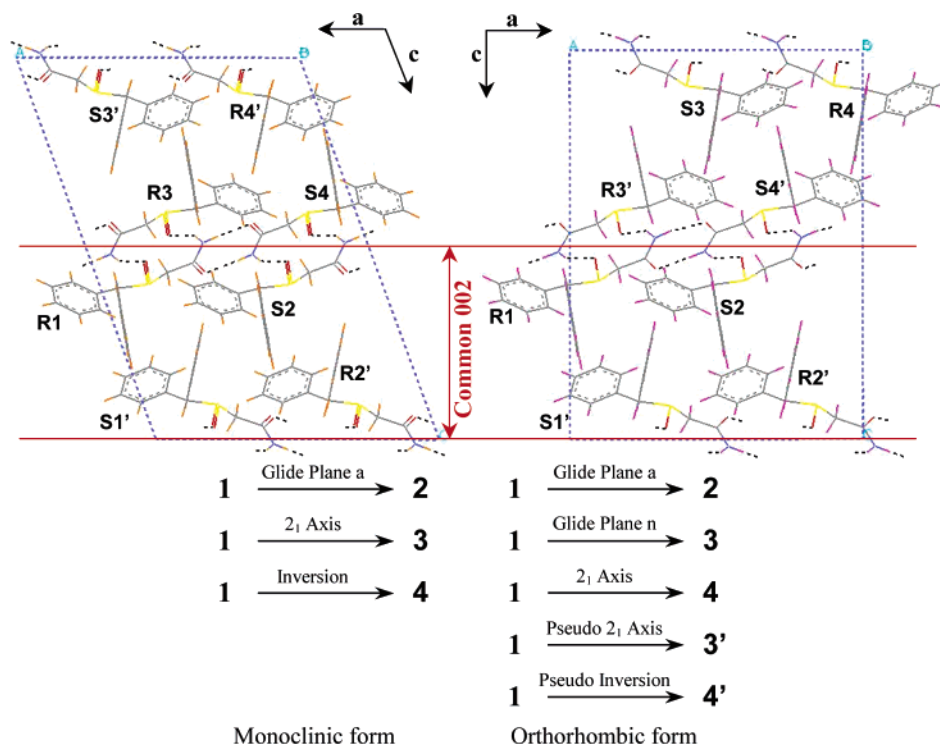 a
a
A
B
c
c
A
B
S3'
R4'
S3
R4
R3
S4
R3'
S4'
R1
S2
R1
S2
Common 002
S1'
R2'
S1'
R2'
C
C
1 Glide Plane a 2
1 2₁ Axis 3
1 Inversion 4
1 Glide Plane a 2
1 Glide Plane n 3
1 2₁ Axis 4
1 Pseudo 2₁ Axis 3'
1 Pseudo Inversion 4'
Monoclinic form
Orthorhombic form